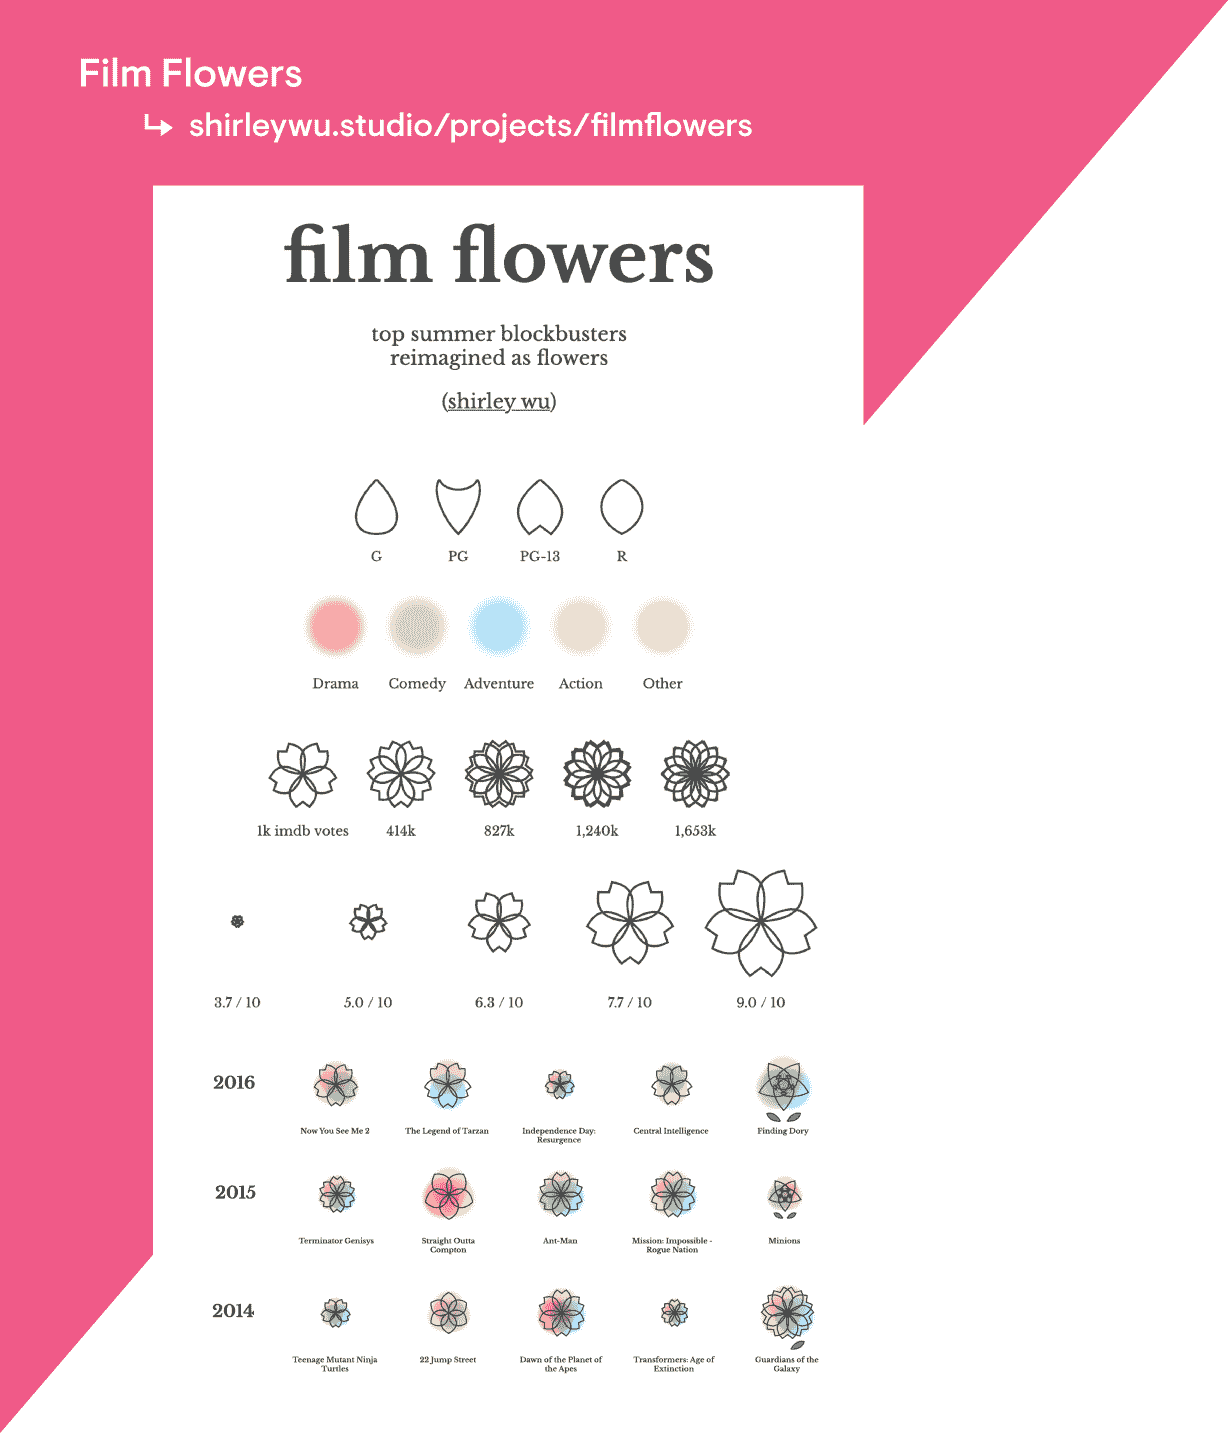 Film Flowers
↳ shirleywu.studio/projects/filmflowers
film flowers
top summer blockbusters
reimagined as flowers
(shirley wu)
G PG PG-13 R
Drama Comedy Adventure Action Other
1k imdb votes 414k 827k 1,240k 1,653k
3.7 / 10 5.0 / 10 6.3 / 10 7.7 / 10 9.0 / 10
2016
Now You See Me 2
The Legend of Tarzan
Independence Day:
Resurgence
Central Intelligence
Finding Dory
2015
Terminator Genisys
Straight Outta
Compton
Ant-Man
Mission: Impossible -
Rogue Nation
Minions
2014
Teenage Mutant Ninja
Turtles
22 Jump Street
Dawn of the Planet of
the Apes
Transformers: Age of
Extinction
Guardians of the
Galaxy